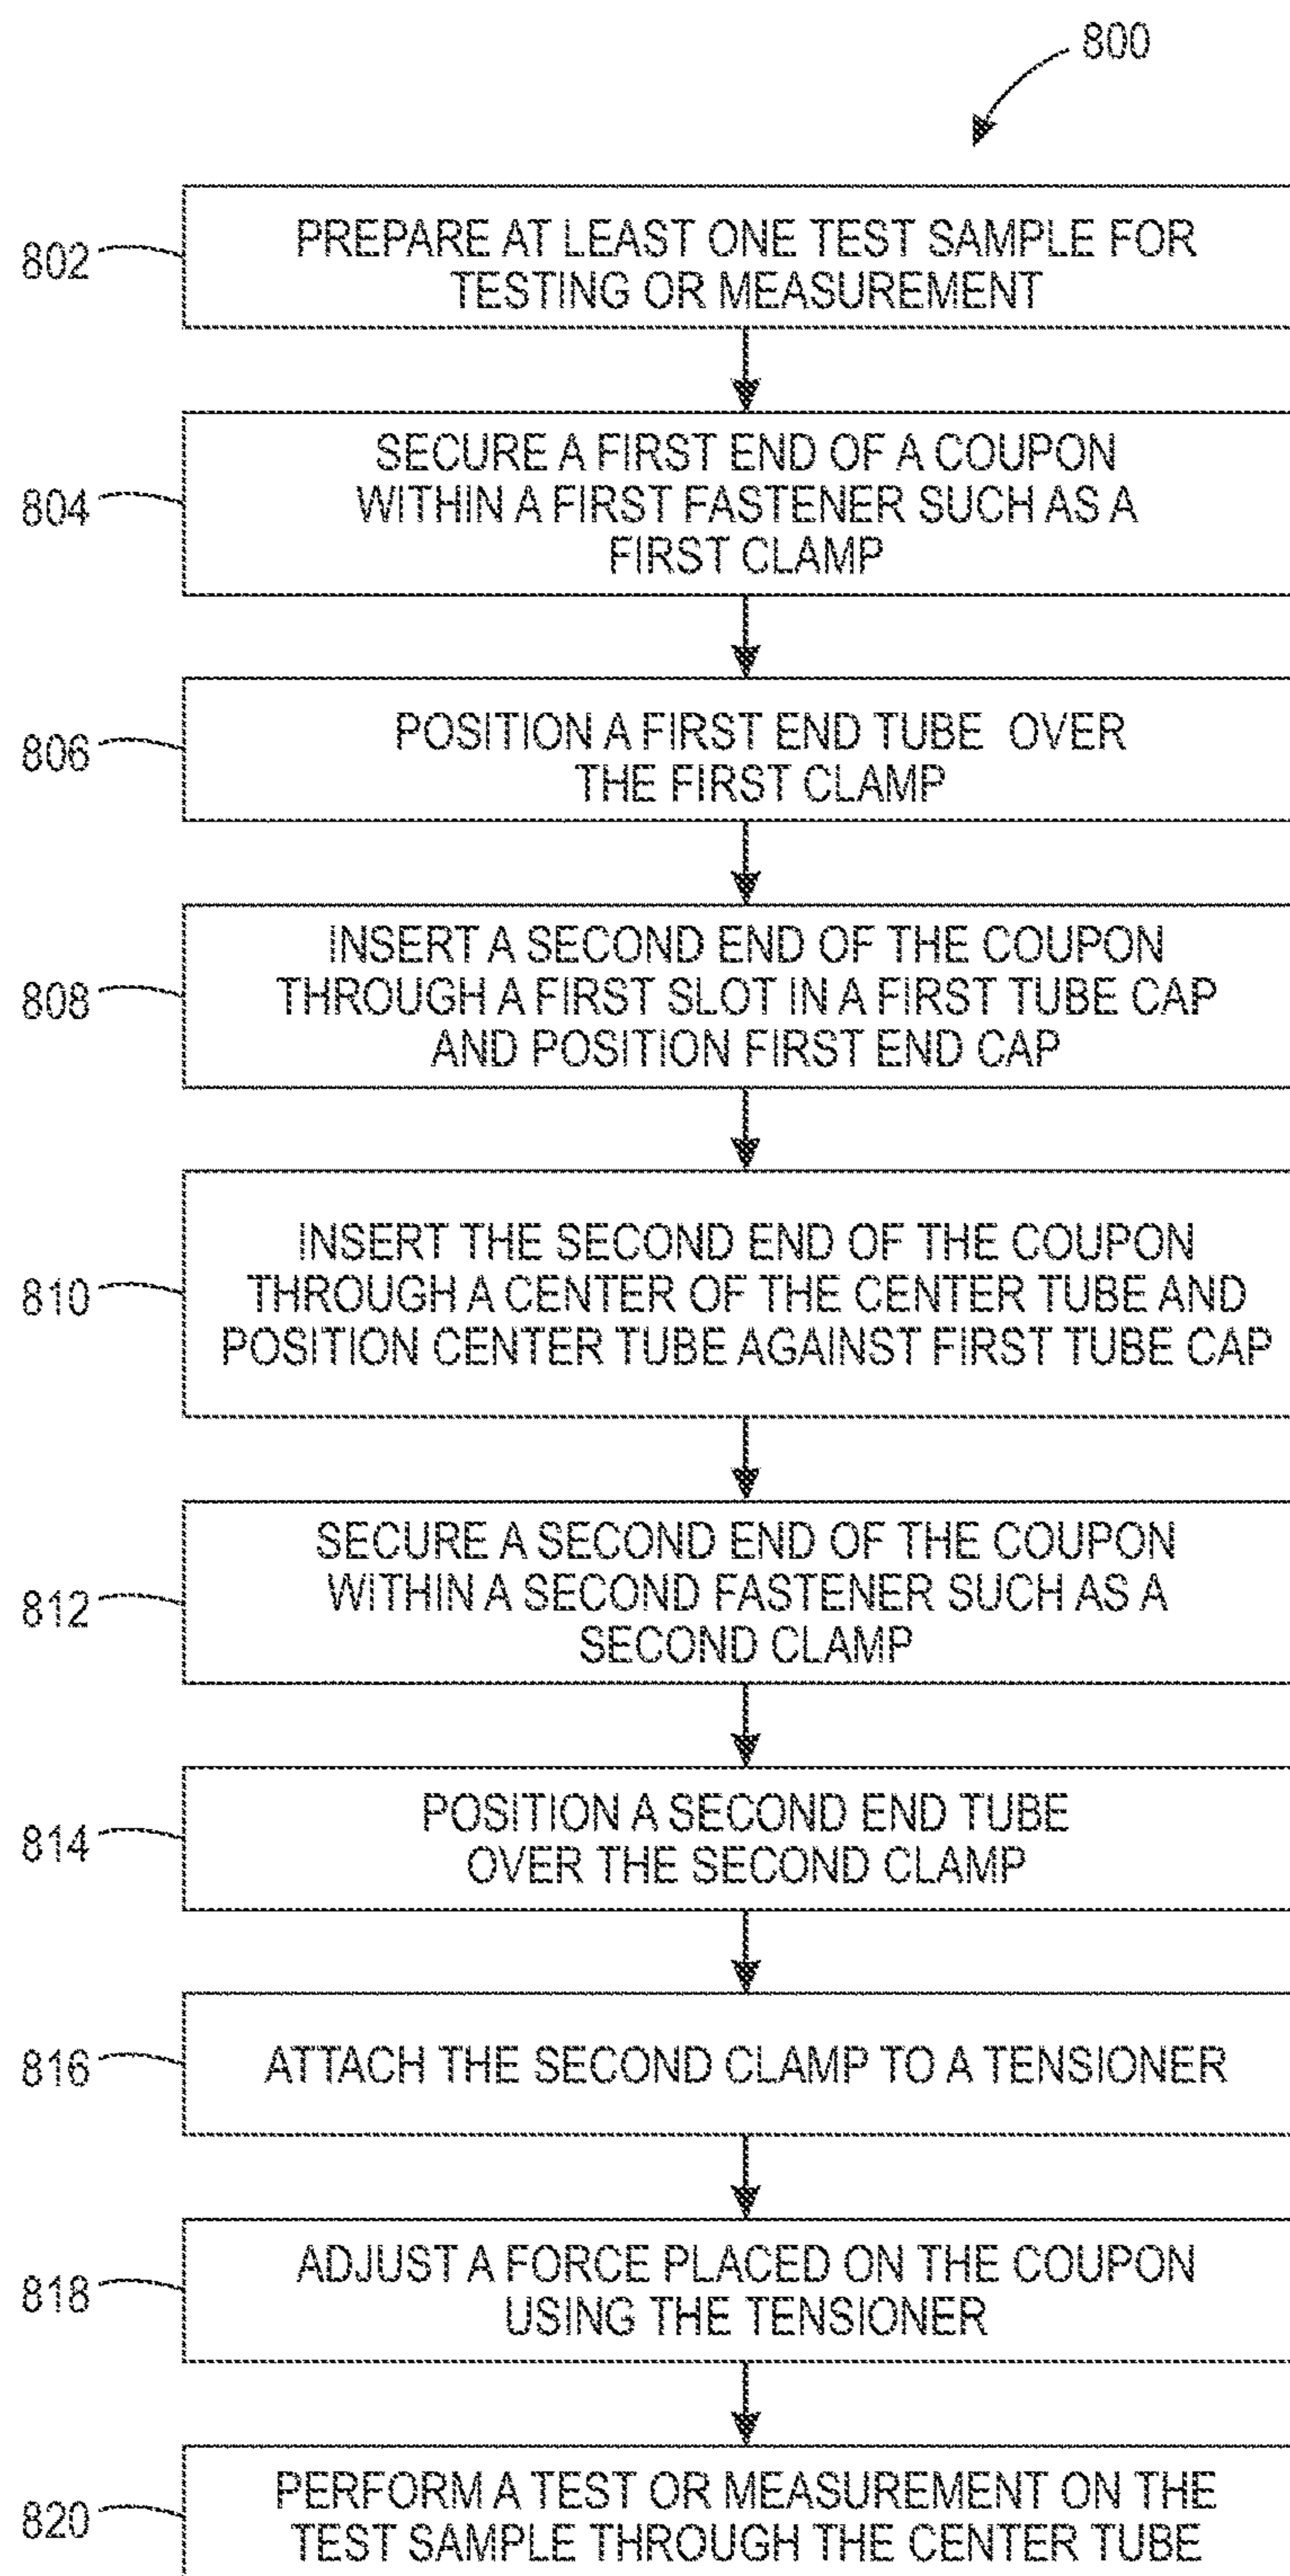 800
802
PREPARE AT LEAST ONE TEST SAMPLE FOR
TESTING OR MEASUREMENT
804
SECURE A FIRST END OF A COUPON
WITHIN A FIRST FASTENER SUCH AS A
FIRST CLAMP
806
POSITION A FIRST END TUBE OVER
THE FIRST CLAMP
808
INSERT A SECOND END OF THE COUPON
THROUGH A FIRST SLOT IN A FIRST TUBE CAP
AND POSITION FIRST END CAP
810
INSERT THE SECOND END OF THE COUPON
THROUGH A CENTER OF THE CENTER TUBE AND
POSITION CENTER TUBE AGAINST FIRST TUBE CAP
812
SECURE A SECOND END OF THE COUPON
WITHIN A SECOND FASTENER SUCH AS A
SECOND CLAMP
814
POSITION A SECOND END TUBE
OVER THE SECOND CLAMP
816
ATTACH THE SECOND CLAMP TO A TENSIONER
818
ADJUST A FORCE PLACED ON THE COUPON
USING THE TENSIONER
820
PERFORM A TEST OR MEASUREMENT ON THE
TEST SAMPLE THROUGH THE CENTER TUBE